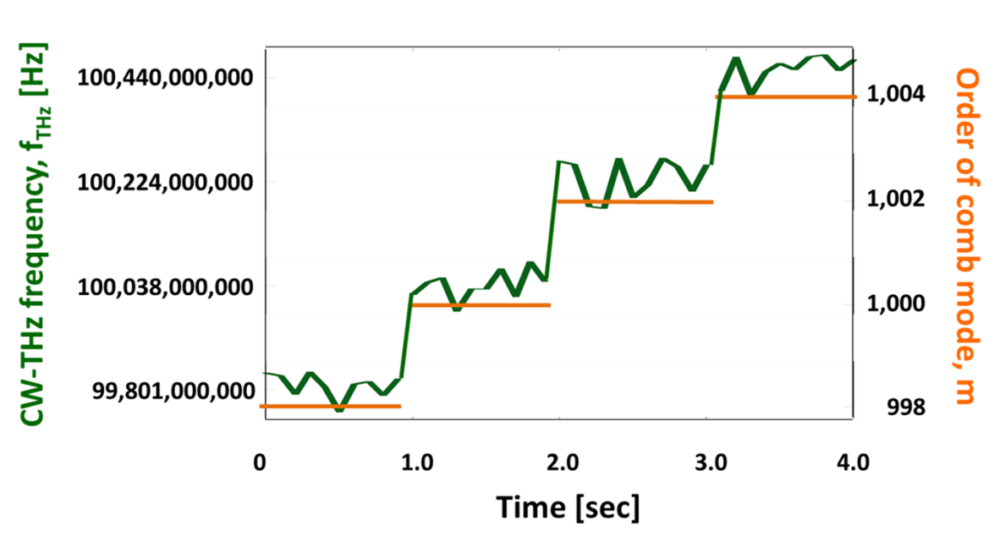 CW-THz frequency, fTHz [Hz]
100,440,000,000
100,224,000,000
100,038,000,000
99,801,000,000
1,004
1,002
1,000
998
Order of comb mode, m
0 1.0 2.0 3.0 4.0
Time [sec]